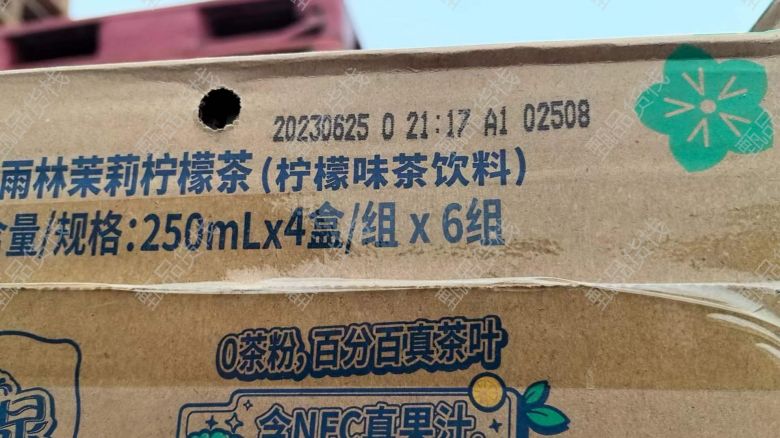 20230625 0 21:17 A1 02508
雨林茉莉柠檬茶(柠檬味茶饮料)
含量/规格:250mLx4盒/组 x 6组
0茶粉,百分百真茶叶
含NFC真果汁。